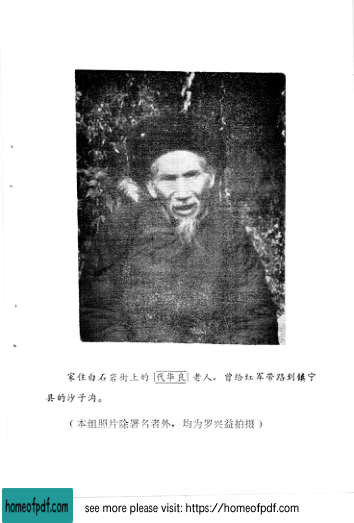 家住白石岩街上的代华良老人，曾给红军带路到镇宁
县的沙子沟。
（本组照片除署名者外，均为罗兴益拍摄）
homeofpdf.com
see more please visit: https://homeofpdf.com